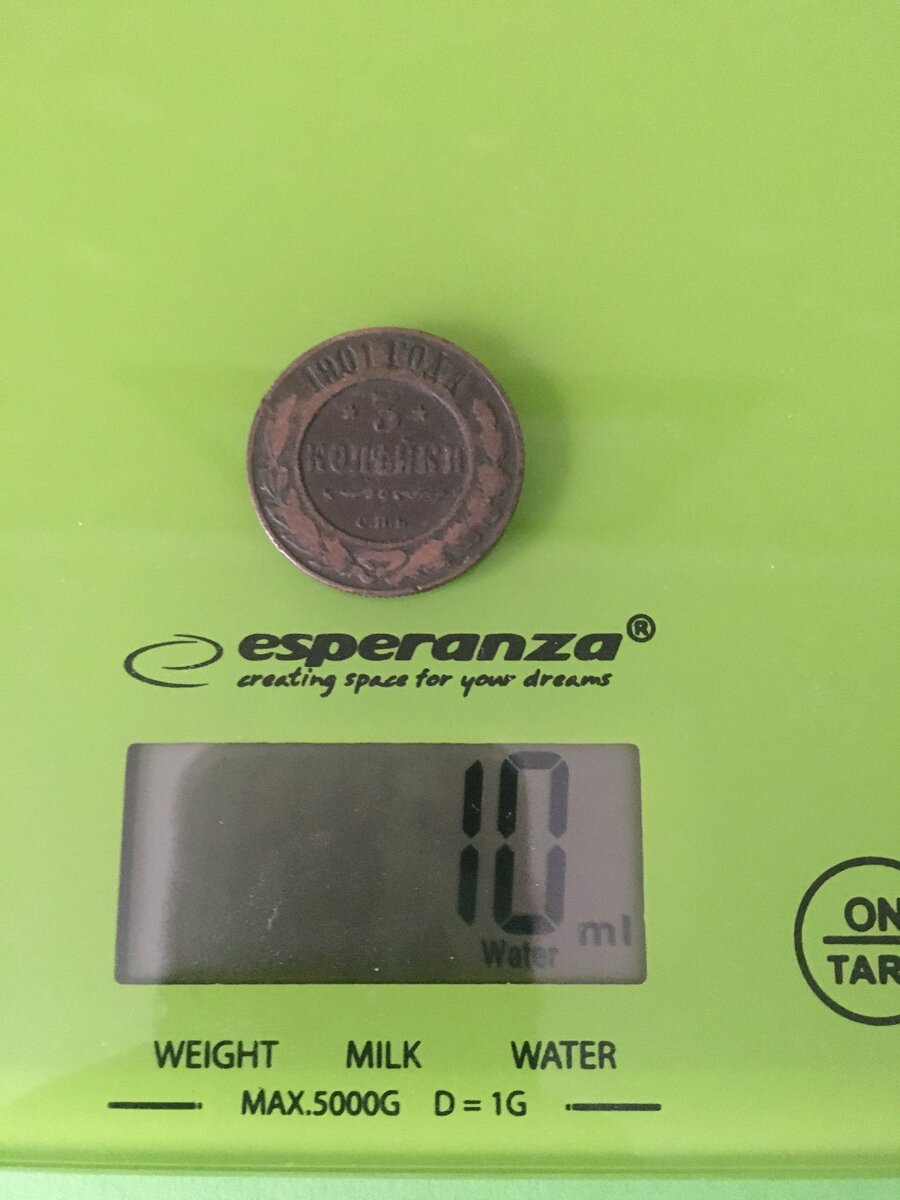 1901 ГОДА
* 3 *
КОПѢЙКИ
С.П.Б.
esperanza®
creating space for your dreams
10
Water ml
ON
TAR
WEIGHT MILK WATER
MAX.5000G D = 1G